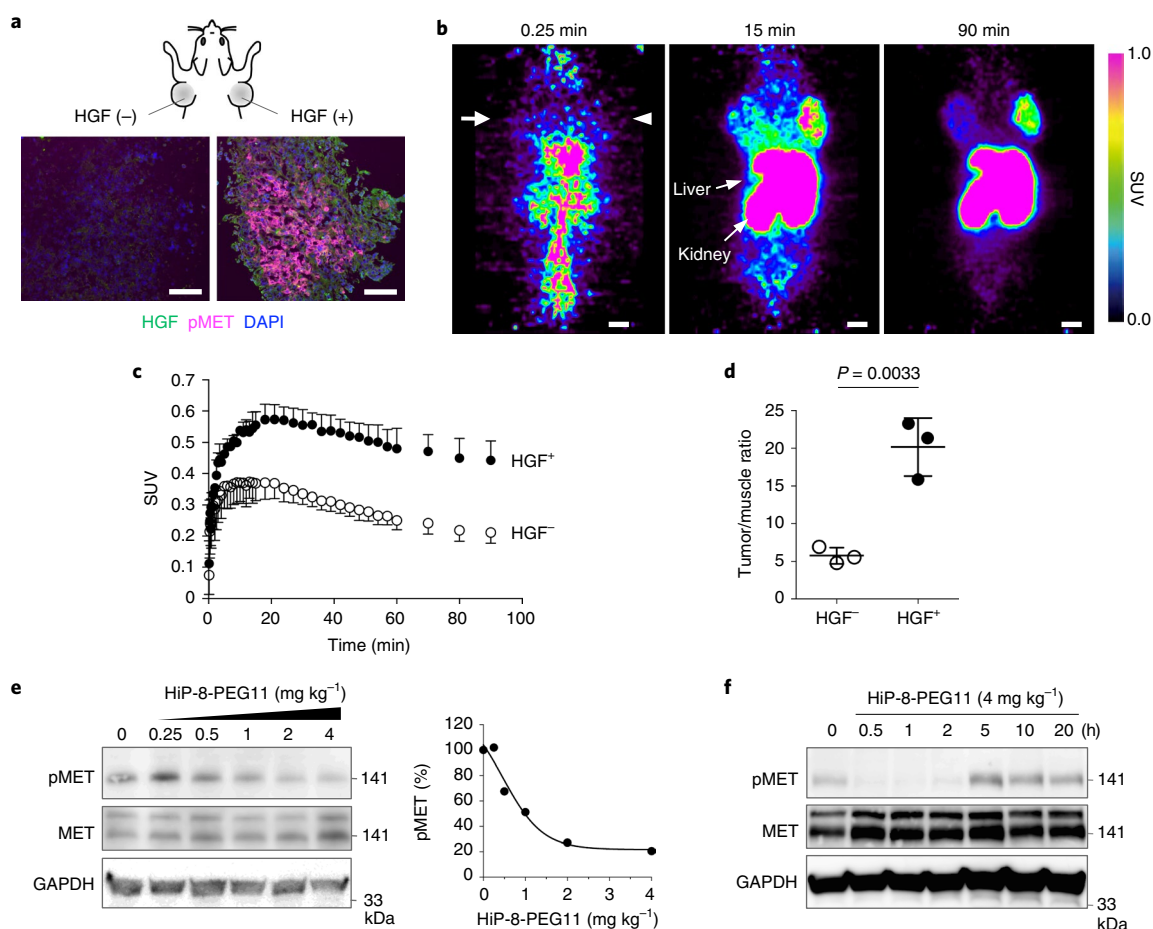 a
HGF (–)
HGF (+)
HGF pMET DAPI
b
0.25 min
15 min
90 min
Liver
Kidney
1.0
SUV
0.0
c
0.7
0.6
0.5
0.4
0.3
0.2
0.1
0
SUV
HGF⁺
HGF⁻
0 20 40 60 80 100
Time (min)
d
P = 0.0033
25
20
15
10
5
0
Tumor/muscle ratio
HGF⁻ HGF⁺
e
HiP-8-PEG11 (mg kg⁻¹)
0 0.25 0.5 1 2 4
pMET 141
MET 141
GAPDH
33
kDa
120
100
80
60
40
20
0
pMET (%)
0 1 2 3 4
HiP-8-PEG11 (mg kg⁻¹)
f
HiP-8-PEG11 (4 mg kg⁻¹)
0 0.5 1 2 5 10 20 (h)
pMET 141
MET 141
GAPDH
33
kDa